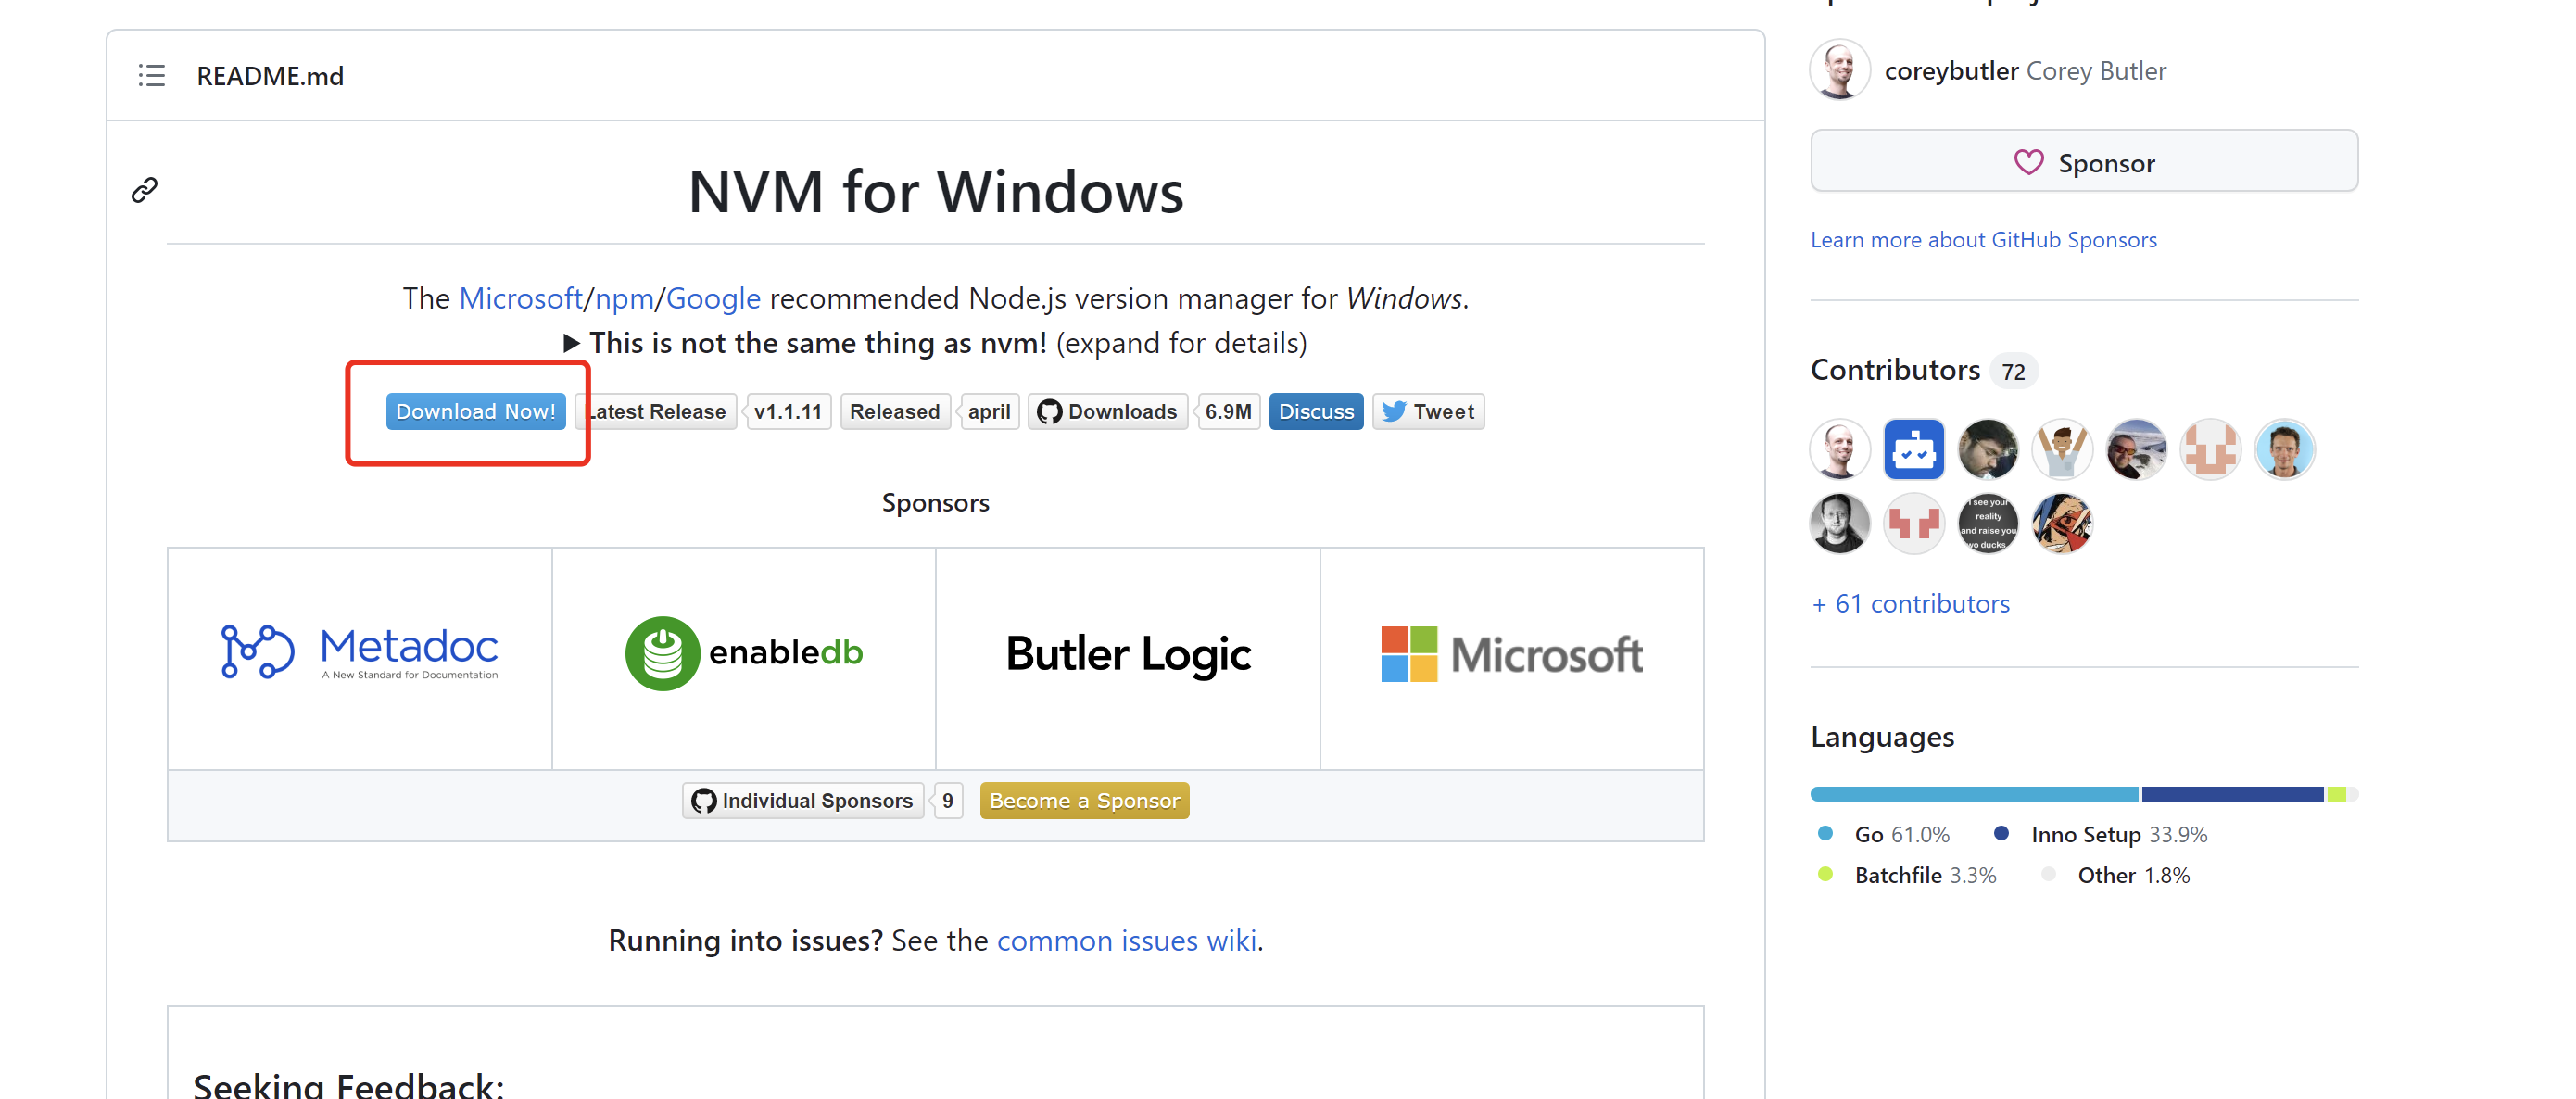 README.md
NVM for Windows
The Microsoft/npm/Google recommended Node.js version manager for Windows.
▶ This is not the same thing as nvm! (expand for details)
Download Now! Latest Release v1.1.11 Released april Downloads 6.9M Discuss Tweet
Sponsors
Metadoc
A New Standard for Documentation
enabledb
Butler Logic
Microsoft
Individual Sponsors 9 Become a Sponsor
Running into issues? See the common issues wiki.
Seeking Feedback:
coreybutler Corey Butler
Sponsor
Learn more about GitHub Sponsors
Contributors 72
I see your
reality
and raise you
two ducks
+ 61 contributors
Languages
Go 61.0% Inno Setup 33.9%
Batchfile 3.3% Other 1.8%